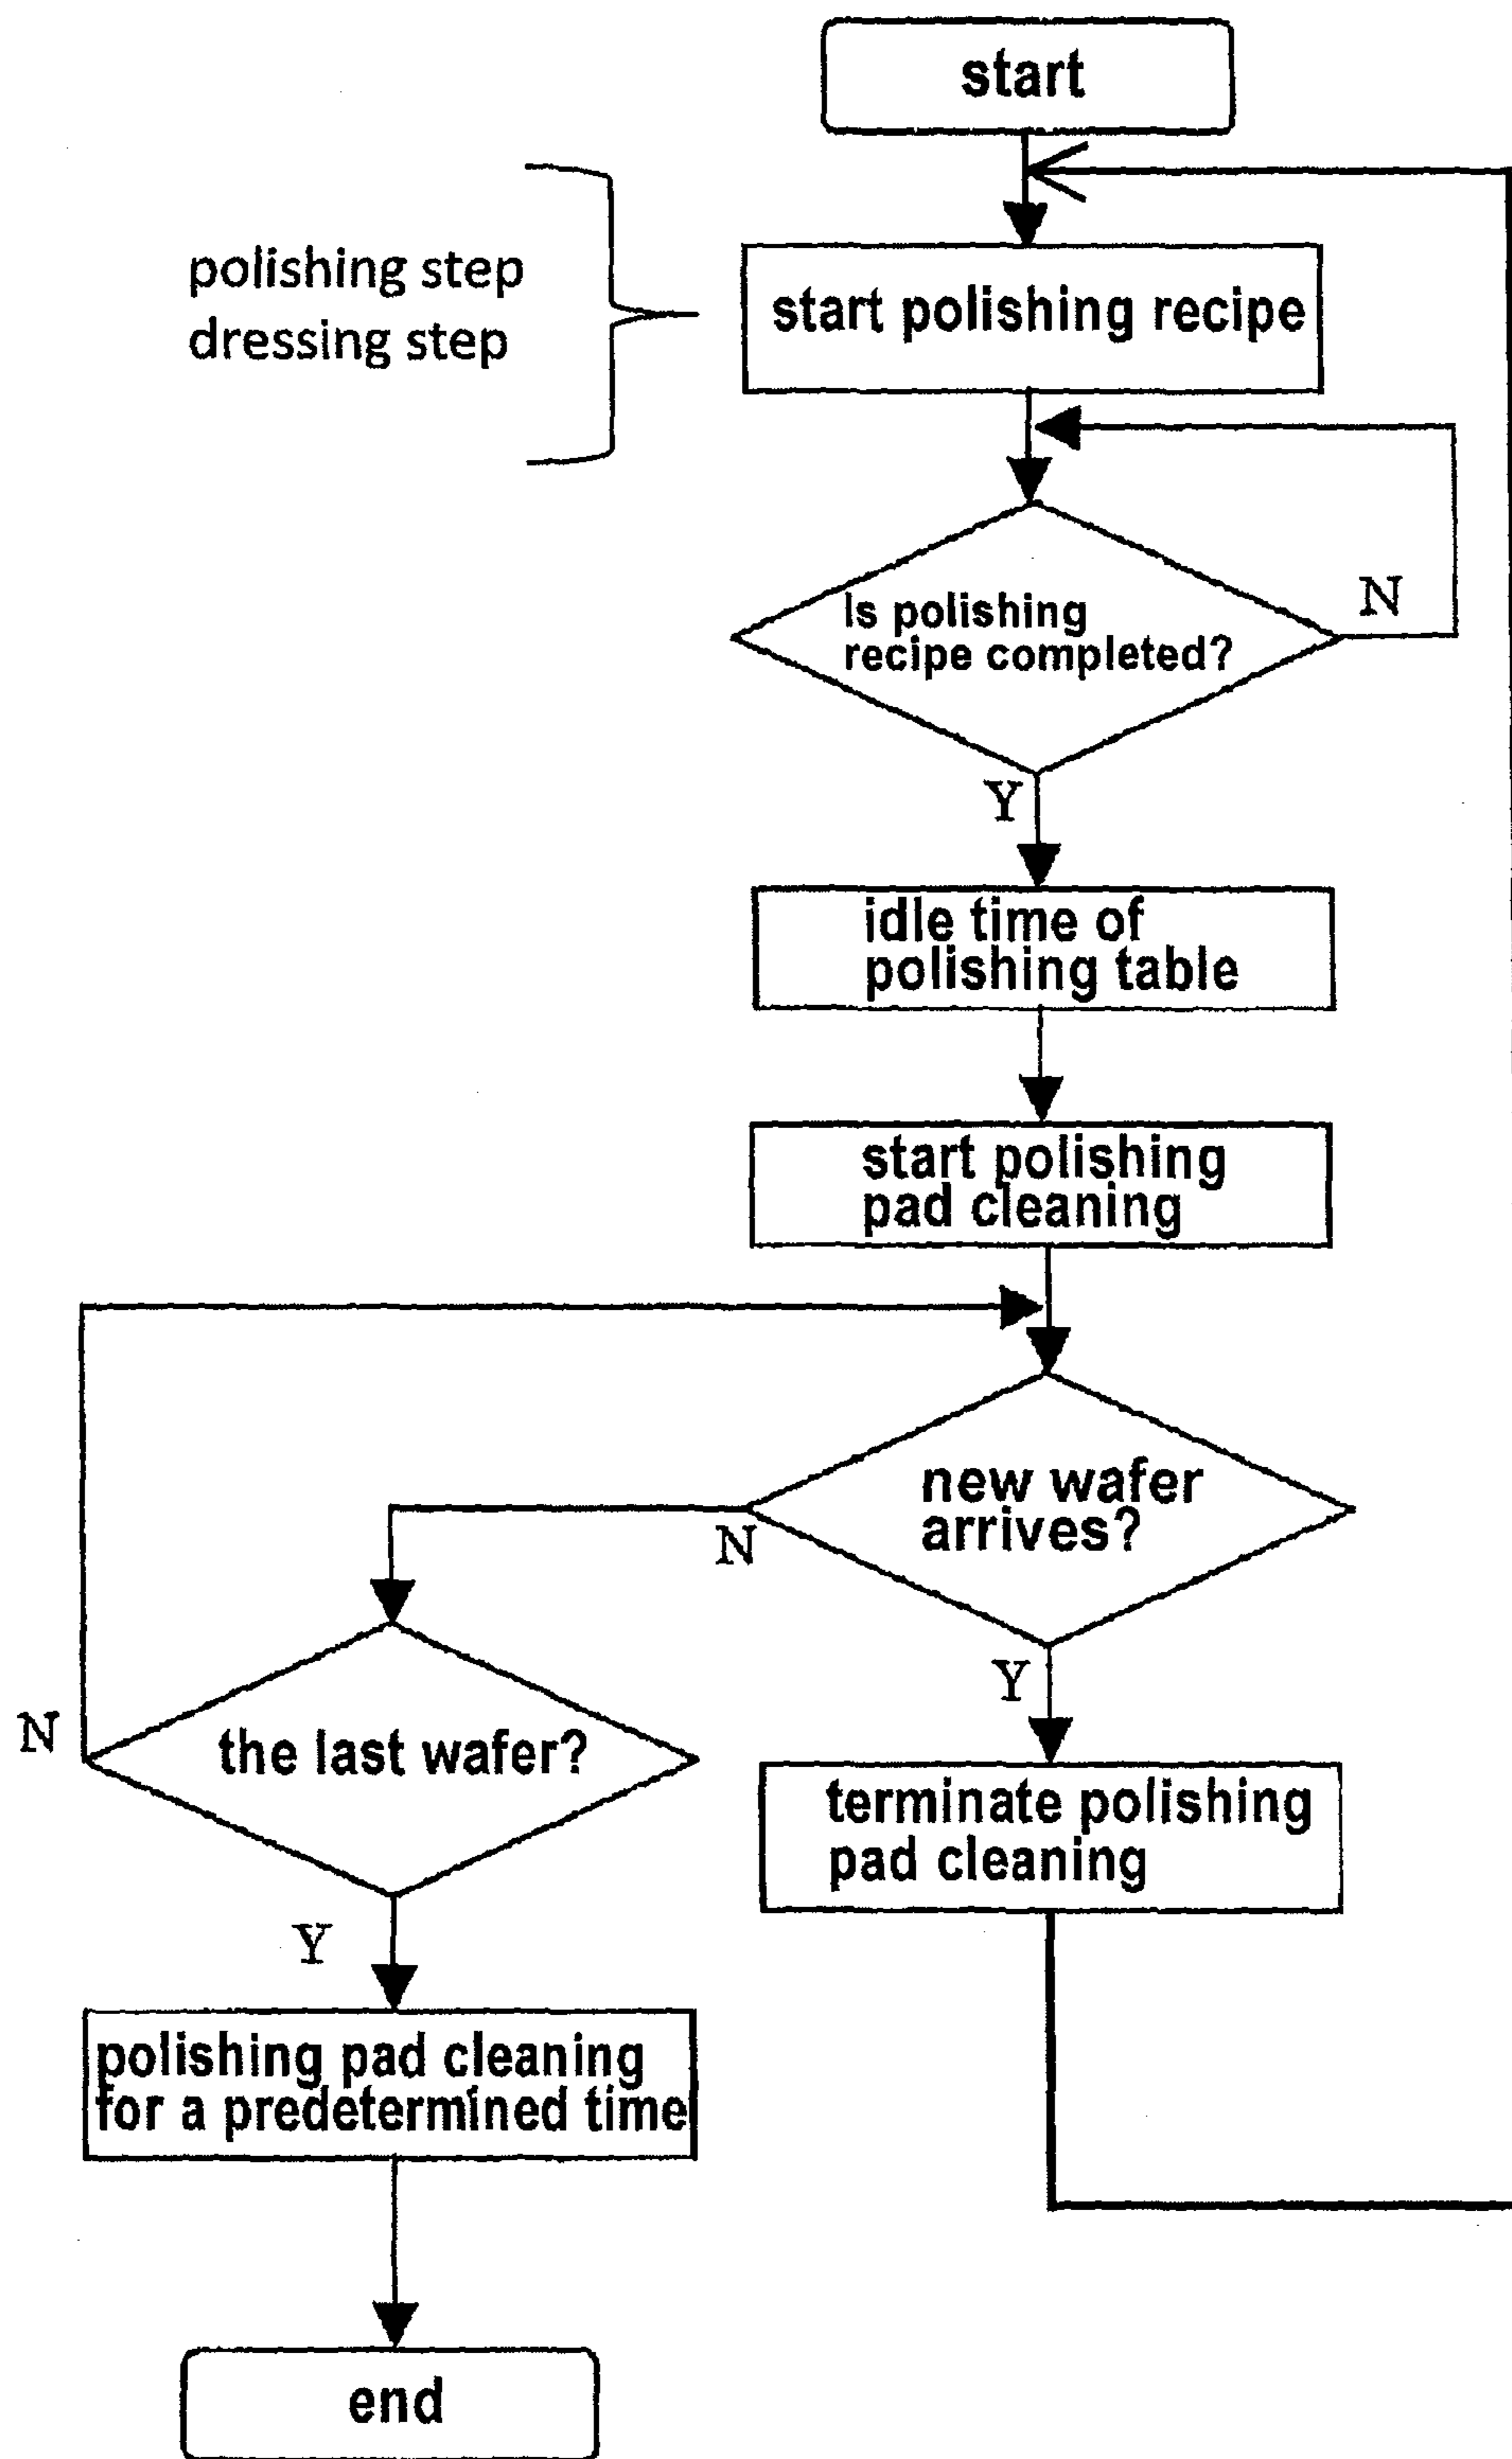 start
polishing step
dressing step
start polishing recipe
Is polishing
recipe completed?
N
Y
idle time of
polishing table
start polishing
pad cleaning
new wafer
arrives?
N
Y
the last wafer?
N
terminate polishing
pad cleaning
Y
polishing pad cleaning
for a predetermined time
end